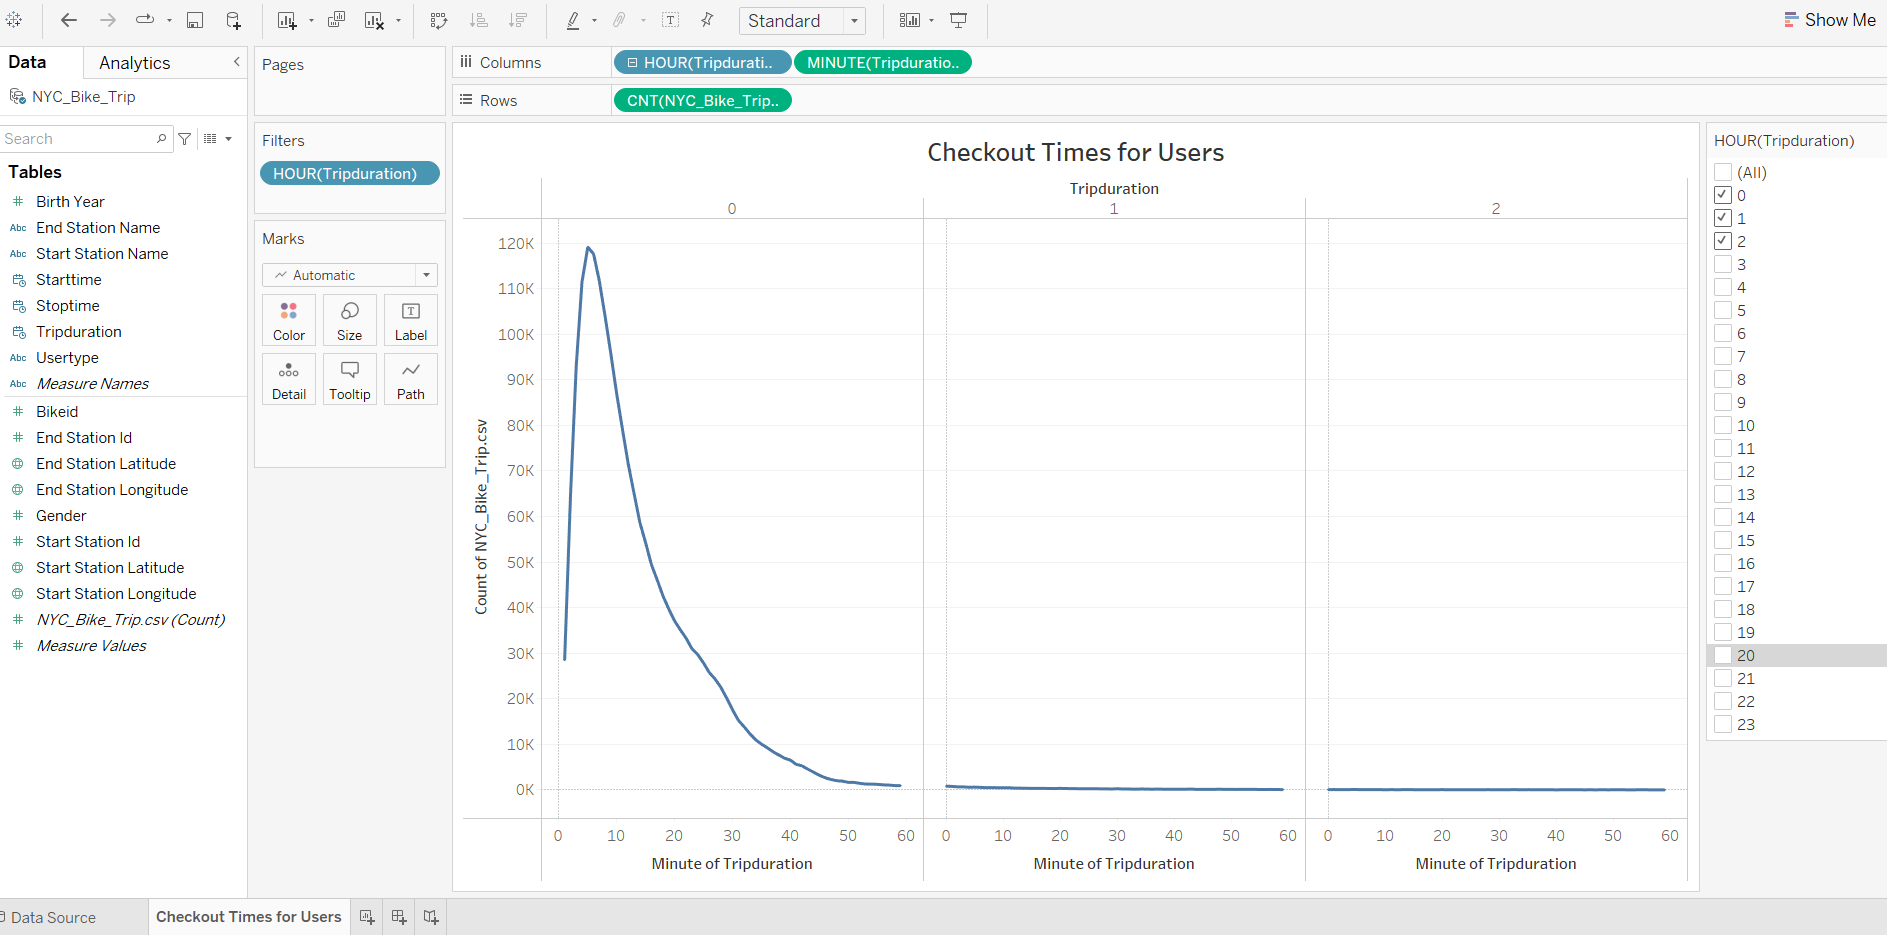 Standard
Show Me
Data
Analytics
NYC_Bike_Trip
Search
Tables
Birth Year
Abc End Station Name
Abc Start Station Name
Starttime
Stoptime
Tripduration
Abc Usertype
Abc Measure Names
Bikeid
End Station Id
End Station Latitude
End Station Longitude
Gender
Start Station Id
Start Station Latitude
Start Station Longitude
NYC_Bike_Trip.csv (Count)
Measure Values
Pages
Filters
HOUR(Tripduration)
Marks
Automatic
Color Size Label
Detail Tooltip Path
Columns HOUR(Tripdurati.. MINUTE(Tripduratio..
Rows CNT(NYC_Bike_Trip..
Checkout Times for Users
Tripduration
0 1 2
Count of NYC_Bike_Trip.csv
120K
110K
100K
90K
80K
70K
60K
50K
40K
30K
20K
10K
0K
0 10 20 30 40 50 60 0 10 20 30 40 50 60 0 10 20 30 40 50 60
Minute of Tripduration Minute of Tripduration Minute of Tripduration
HOUR(Tripduration)
(All)
0
1
2
3
4
5
6
7
8
9
10
11
12
13
14
15
16
17
18
19
20
21
22
23
Data Source
Checkout Times for Users